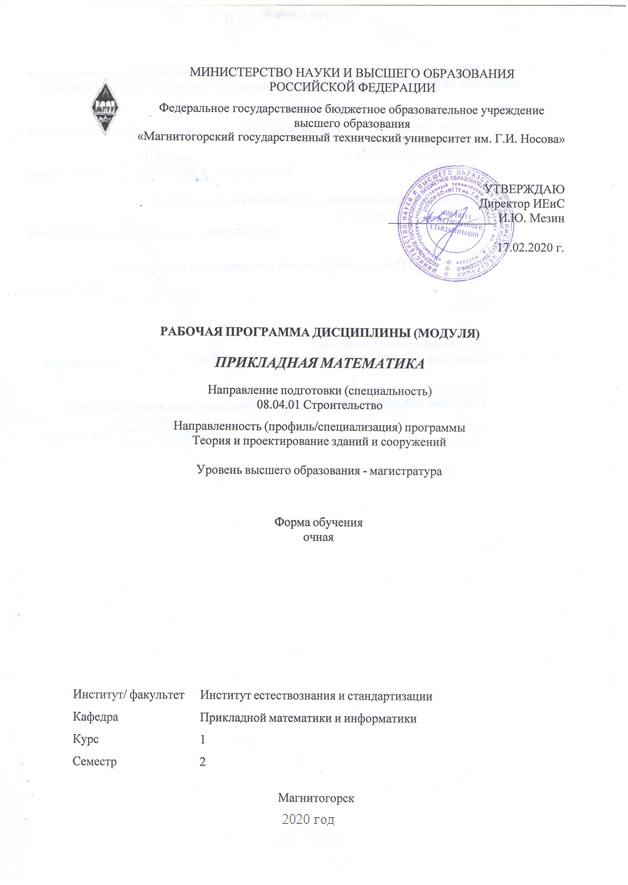 МИНИСТЕРСТВО НАУКИ И ВЫСШЕГО ОБРАЗОВАНИЯ
РОССИЙСКОЙ ФЕДЕРАЦИИ
Федеральное государственное бюджетное образовательное учреждение
высшего образования
«Магнитогорский государственный технический университет им. Г.И. Носова»
УТВЕРЖДАЮ
Директор ИЕиС
И.Ю. Мезин
17.02.2020 г.
РАБОЧАЯ ПРОГРАММА ДИСЦИПЛИНЫ (МОДУЛЯ)
ПРИКЛАДНАЯ МАТЕМАТИКА
Направление подготовки (специальность)
08.04.01 Строительство
Направленность (профиль/специализация) программы
Теория и проектирование зданий и сооружений
Уровень высшего образования - магистратура
Форма обучения
очная
Институт/ факультет Институт естествознания и стандартизации
Кафедра Прикладной математики и информатики
Курс 1
Семестр 2
Магнитогорск
2020 год